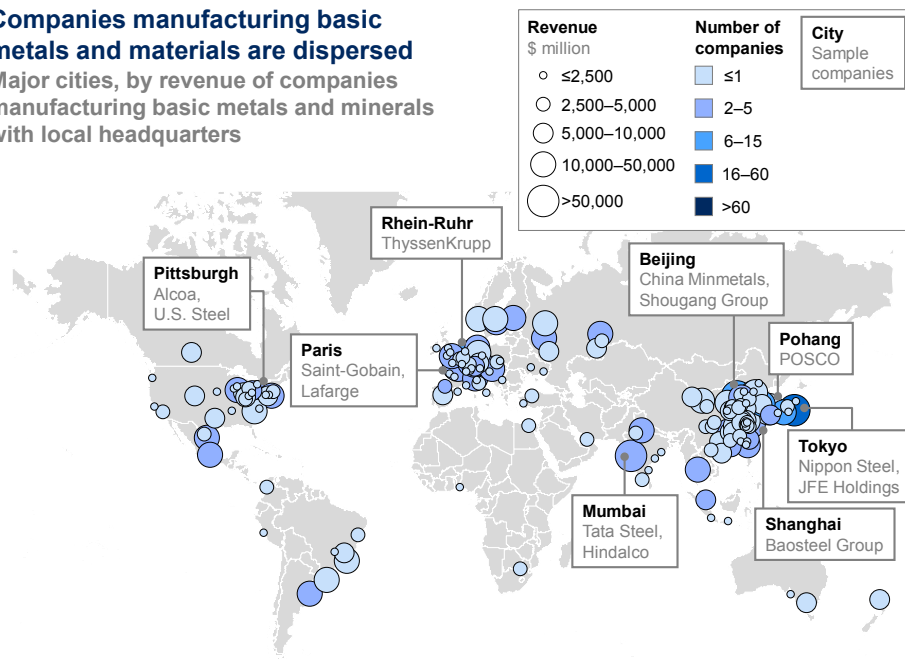 Companies manufacturing basic
metals and materials are dispersed
Major cities, by revenue of companies
manufacturing basic metals and minerals
with local headquarters
Revenue
$ million
≤2,500
2,500–5,000
5,000–10,000
10,000–50,000
>50,000
Number of
companies
≤1
2–5
6–15
16–60
>60
City
Sample
companies
Rhein-Ruhr
ThyssenKrupp
Pittsburgh
Alcoa,
U.S. Steel
Beijing
China Minmetals,
Shougang Group
Paris
Saint-Gobain,
Lafarge
Pohang
POSCO
Tokyo
Nippon Steel,
JFE Holdings
Mumbai
Tata Steel,
Hindalco
Shanghai
Baosteel Group